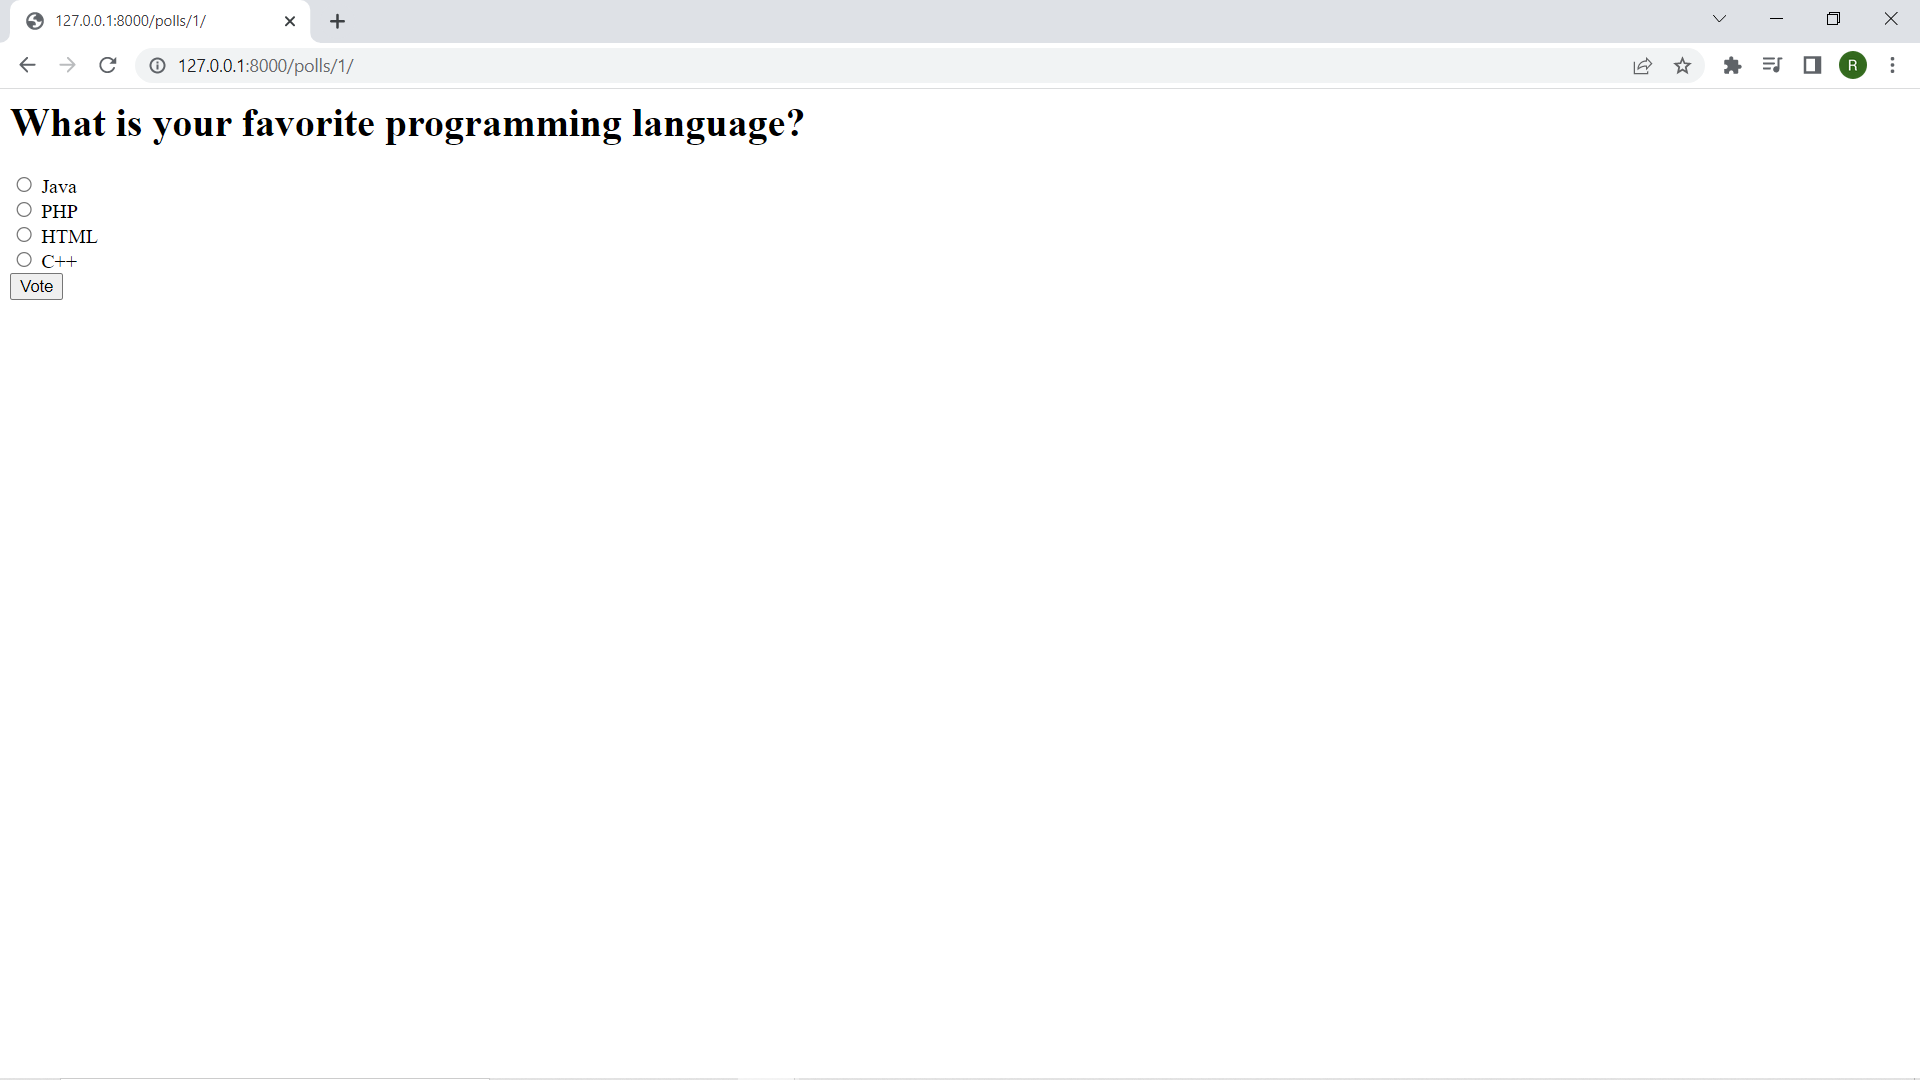 127.0.0.1:8000/polls/1/
127.0.0.1:8000/polls/1/
R
What is your favorite programming language?
Java
PHP
HTML
C++
Vote